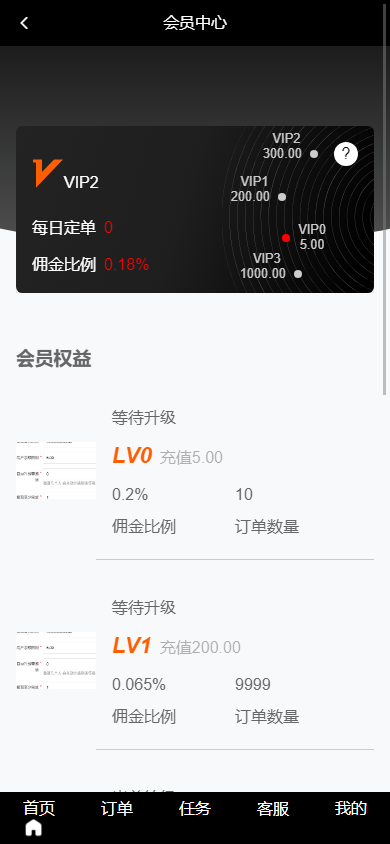 会员中心
VIP2
300.00
?
VIP1
200.00
VIP2
每日定单 0
VIP0
5.00
佣金比例 0.18%
VIP3
1000.00
会员权益
等待升级
LV0 充值5.00
0.2% 10
佣金比例 订单数量
等待升级
LV1 充值200.00
0.065% 9999
佣金比例 订单数量
首页 订单 任务 客服 我的